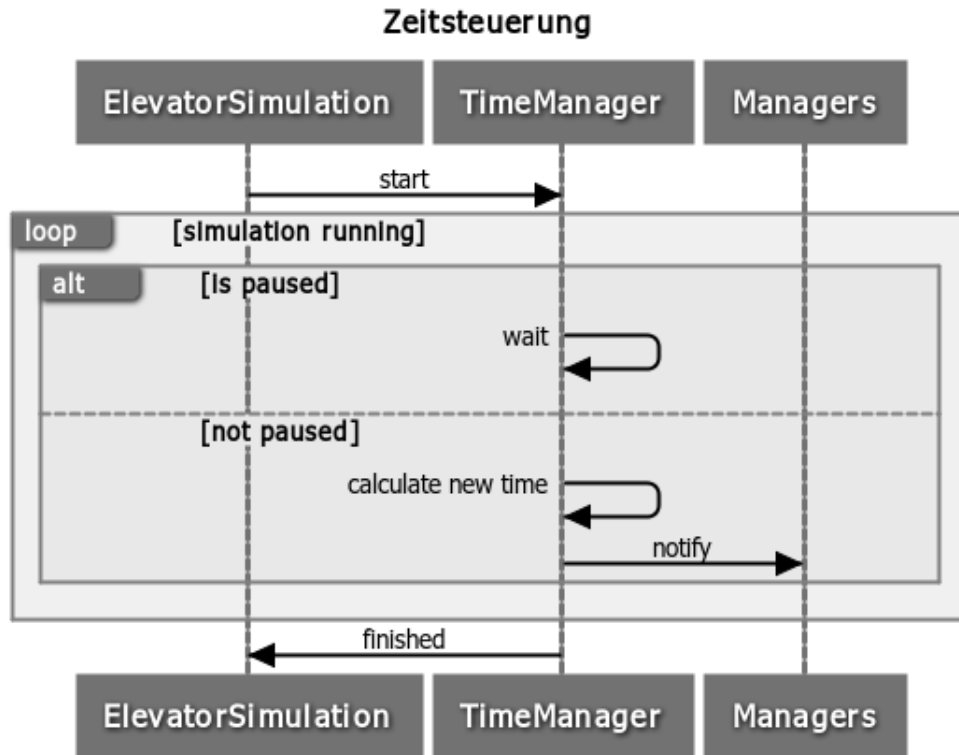 Zeitsteuerung
ElevatorSimulation TimeManager Managers
start
loop [simulation running]
alt [is paused]
wait
[not paused]
calculate new time
notify
finished
ElevatorSimulation TimeManager Managers